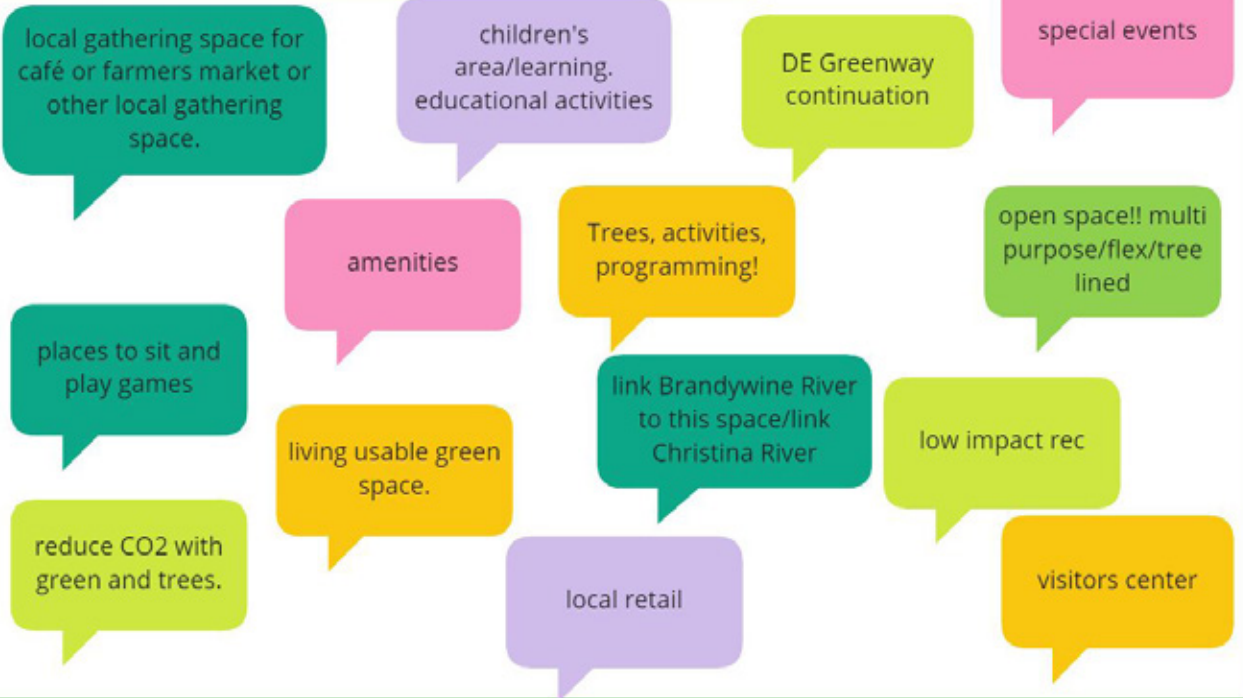 local gathering space for
café or farmers market or
other local gathering
space.
children's
area/learning.
educational activities
DE Greenway
continuation
special events
amenities
Trees, activities,
programming!
open space!! multi
purpose/flex/tree
lined
places to sit and
play games
living usable green
space.
link Brandywine River
to this space/link
Christina River
low impact rec
reduce CO2 with
green and trees.
local retail
visitors center